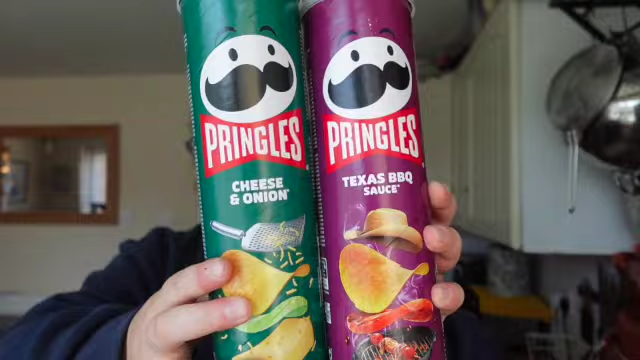 PRINGLES
CHEESE
& ONION
PRINGLES
TEXAS BBQ
SAUCE